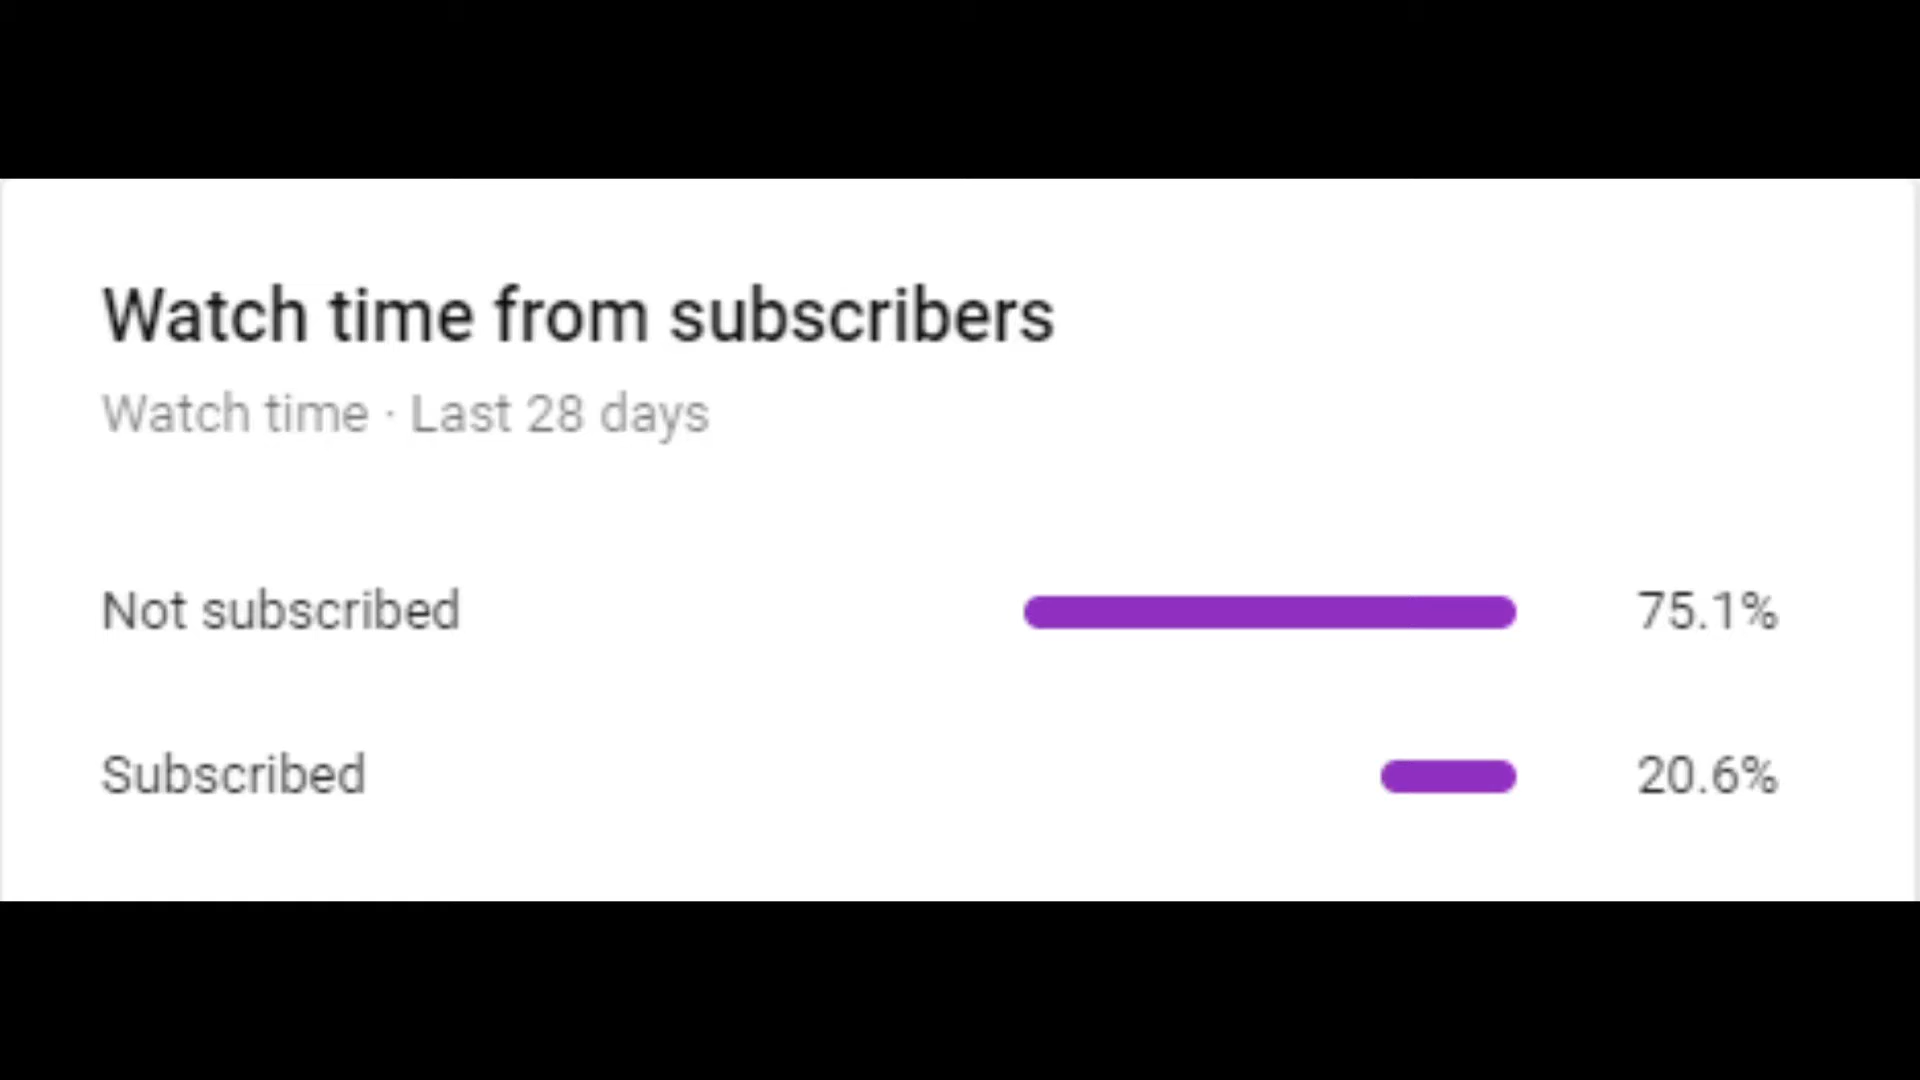 Watch time from subscribers
Watch time · Last 28 days
Not subscribed 75.1%
Subscribed 20.6%